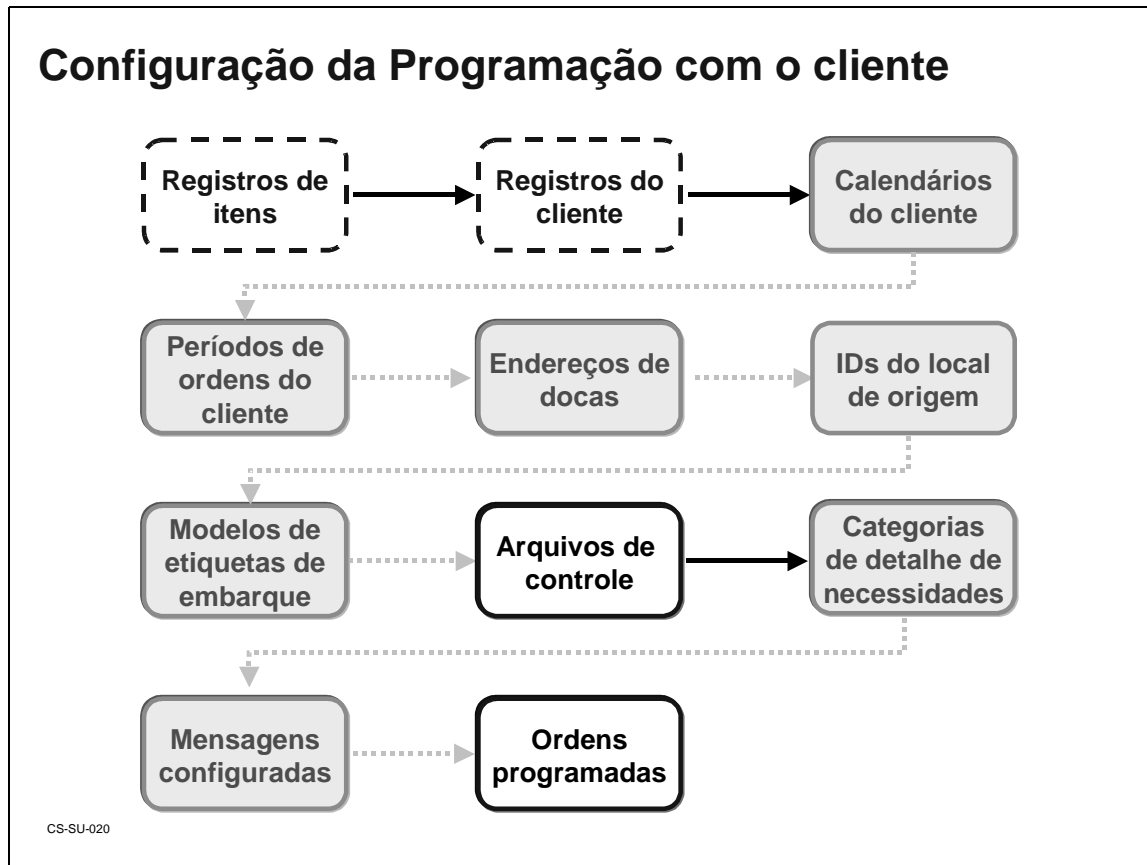 Configuração da Programação com o cliente
Registros de
itens
Registros do
cliente
Calendários
do cliente
Períodos de
ordens do
cliente
Endereços de
docas
IDs do local
de origem
Modelos de
etiquetas de
embarque
Arquivos de
controle
Categorias
de detalhe de
necessidades
Mensagens
configuradas
Ordens
programadas
CS-SU-020